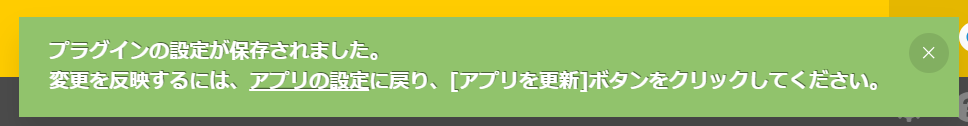 プラグインの設定が保存されました。
変更を反映するには、アプリの設定に戻り、[アプリを更新]ボタンをクリックしてください。